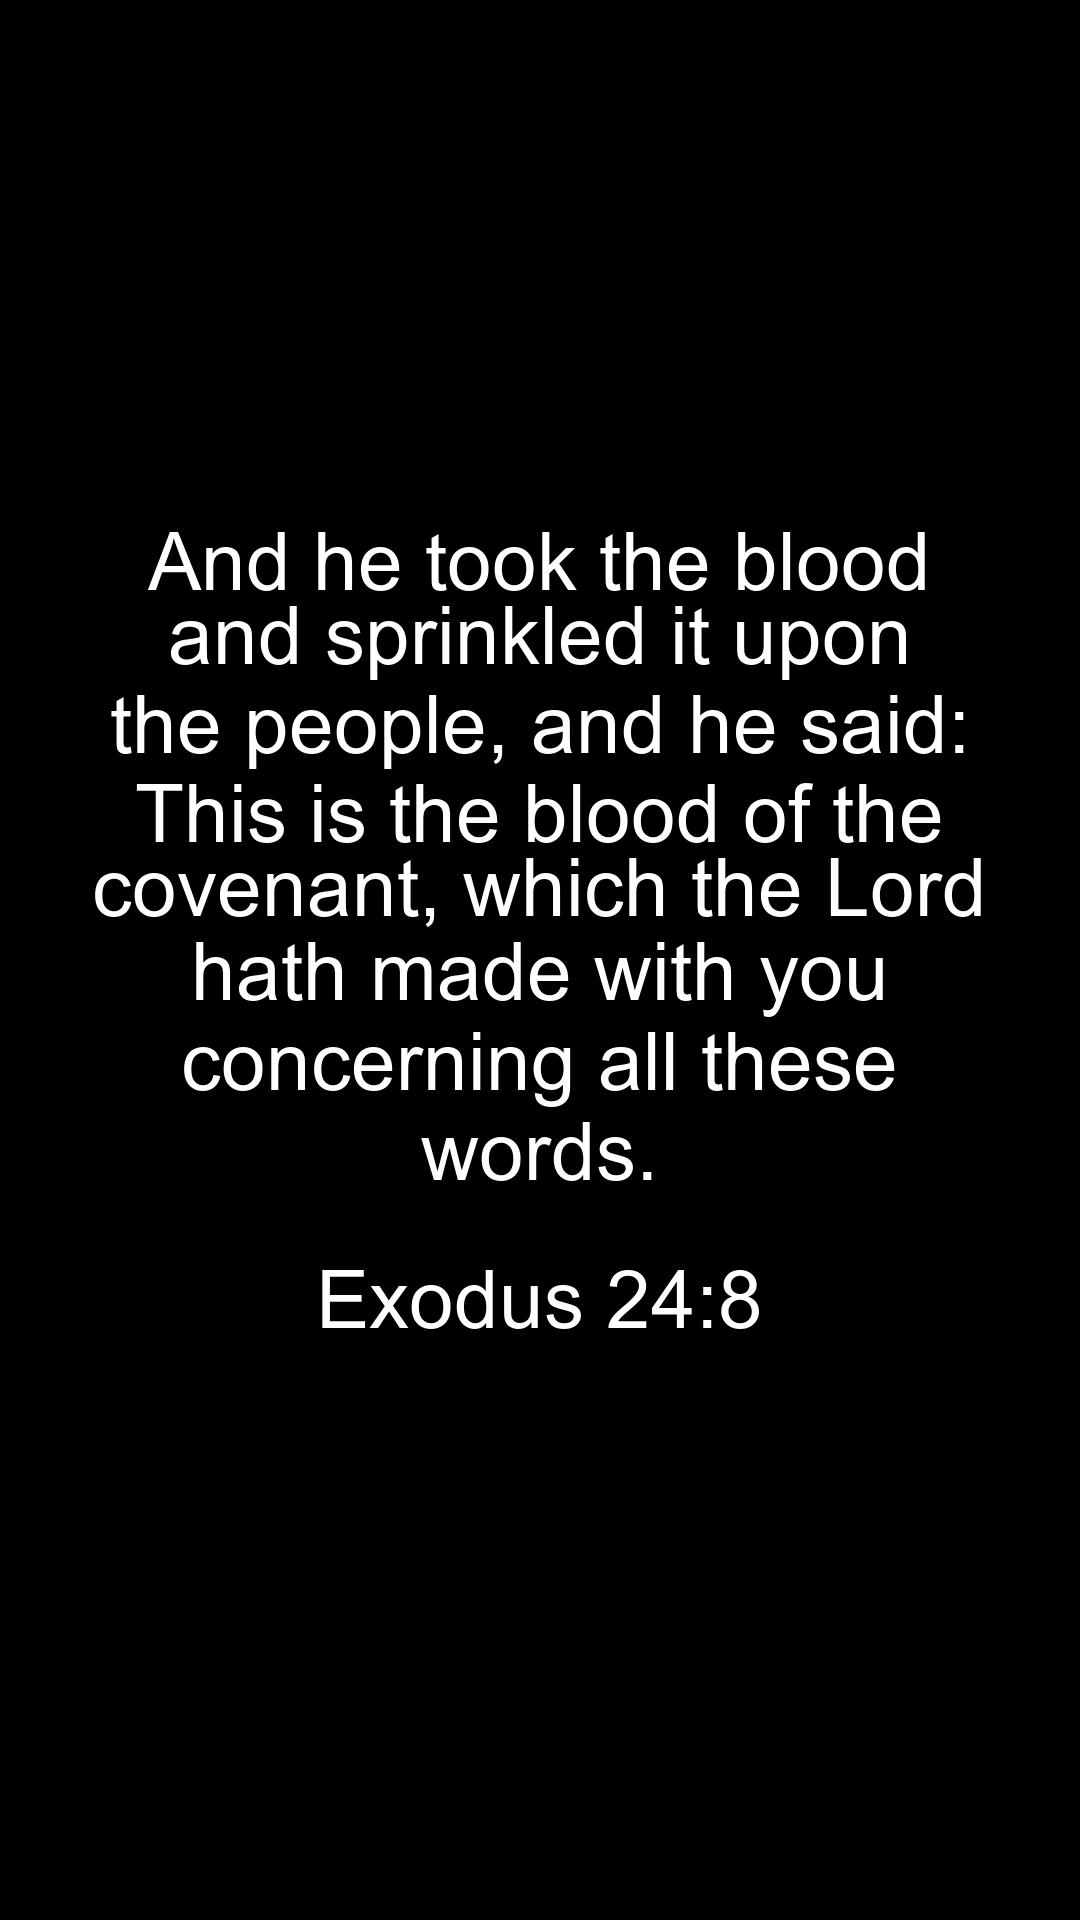 And he took the blood
and sprinkled it upon
the people, and he said:
This is the blood of the
covenant, which the Lord
hath made with you
concerning all these
words.
Exodus 24:8